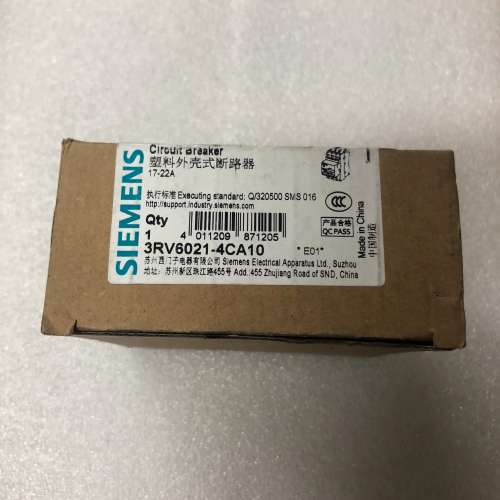 SIEMENS
Circuit Breaker
塑料外壳式断路器
17-22A
执行标准 Executing standard: Q/320500 SMS 016
http://support.industry.siemens.com
Qty
1 4 011209 871205
3RV6021-4CA10 * E01*
苏州西门子电器有限公司 Siemens Electrical Apparatus Ltd., Suzhou
苏州新区珠江路455号 Add.:455 Zhujiang Road of SND, China
CCC
产品合格
QC PASS
Made in China
中国制造